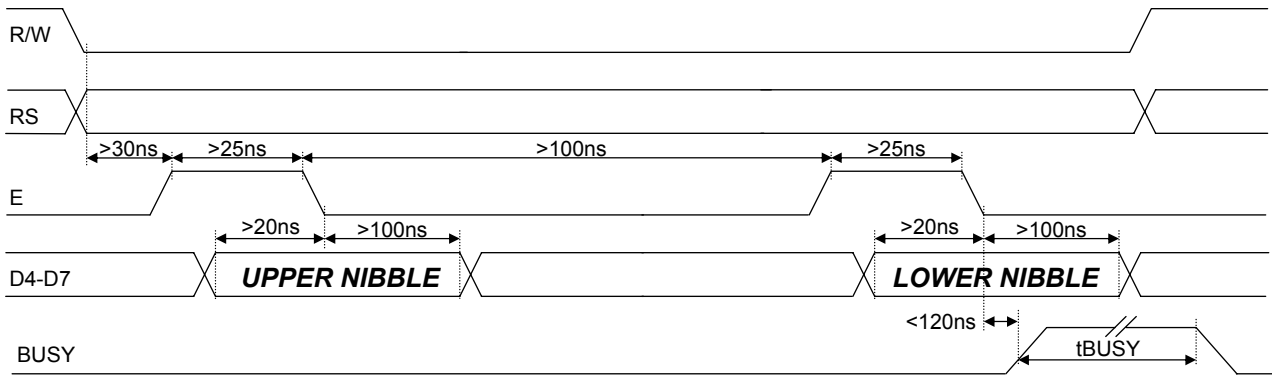 R/W
RS
>30ns >25ns >100ns >25ns
E
>20ns >100ns >20ns >100ns
D4-D7 UPPER NIBBLE LOWER NIBBLE
<120ns
BUSY tBUSY